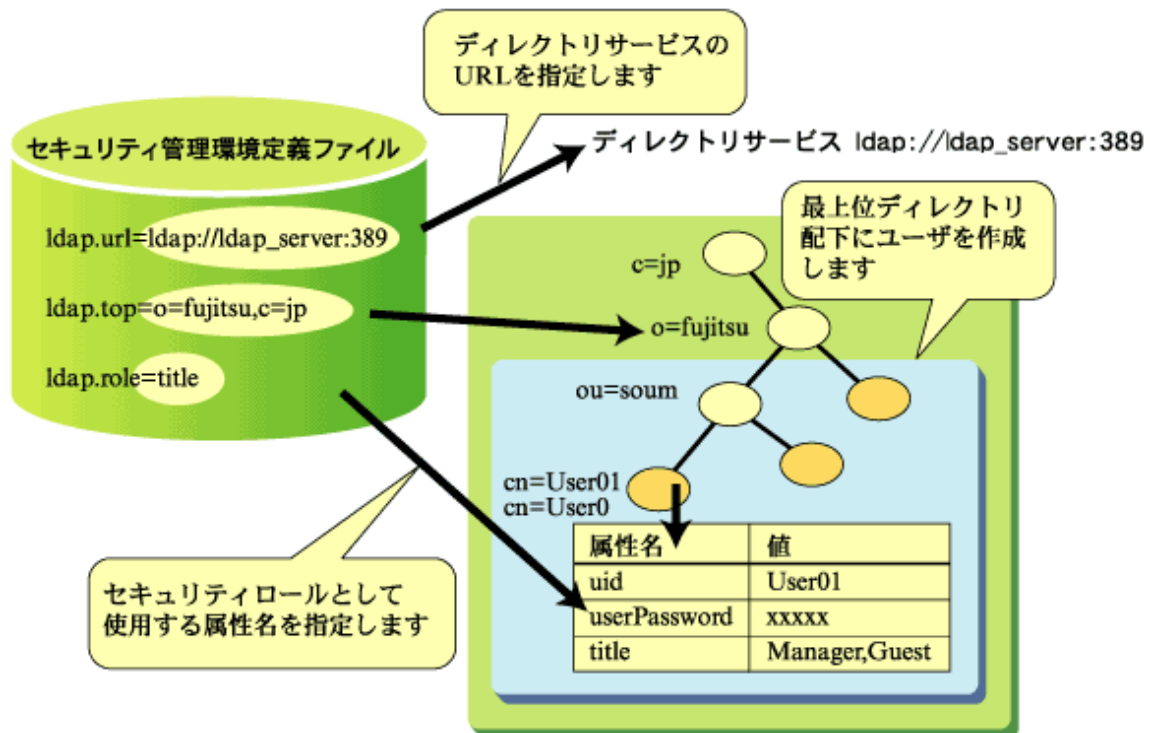 ディレクトリサービスの
URLを指定します
セキュリティ管理環境定義ファイル
ディレクトリサービス ldap://ldap_server:389
ldap.url=ldap://ldap_server:389
ldap.top=o=fujitsu,c=jp
ldap.role=title
最上位ディレクトリ
配下にユーザを作成
します
c=jp
o=fujitsu
ou=soum
cn=User01
cn=User0
属性名 値
uid User01
userPassword xxxxx
title Manager,Guest
セキュリティロールとして
使用する属性名を指定します